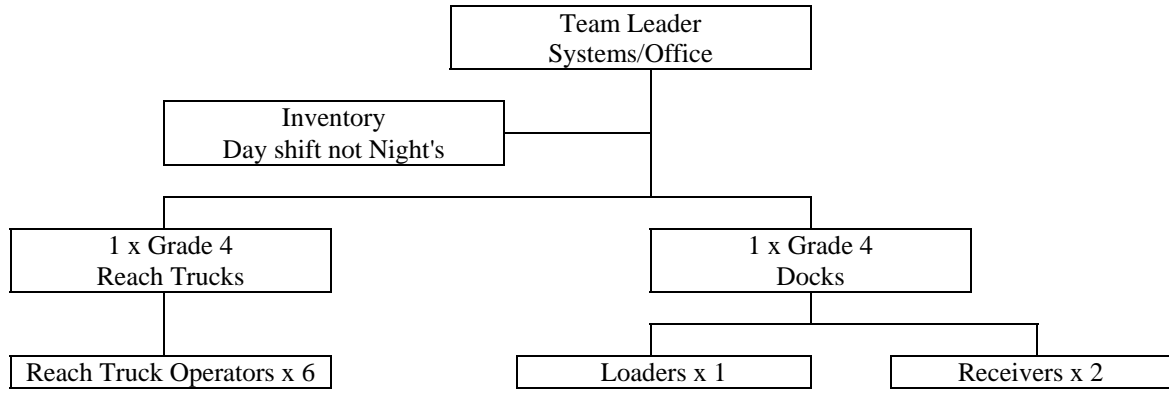 Team Leader
Systems/Office
Inventory
Day shift not Night's
1 x Grade 4
Reach Trucks
1 x Grade 4
Docks
Reach Truck Operators x 6
Loaders x 1
Receivers x 2